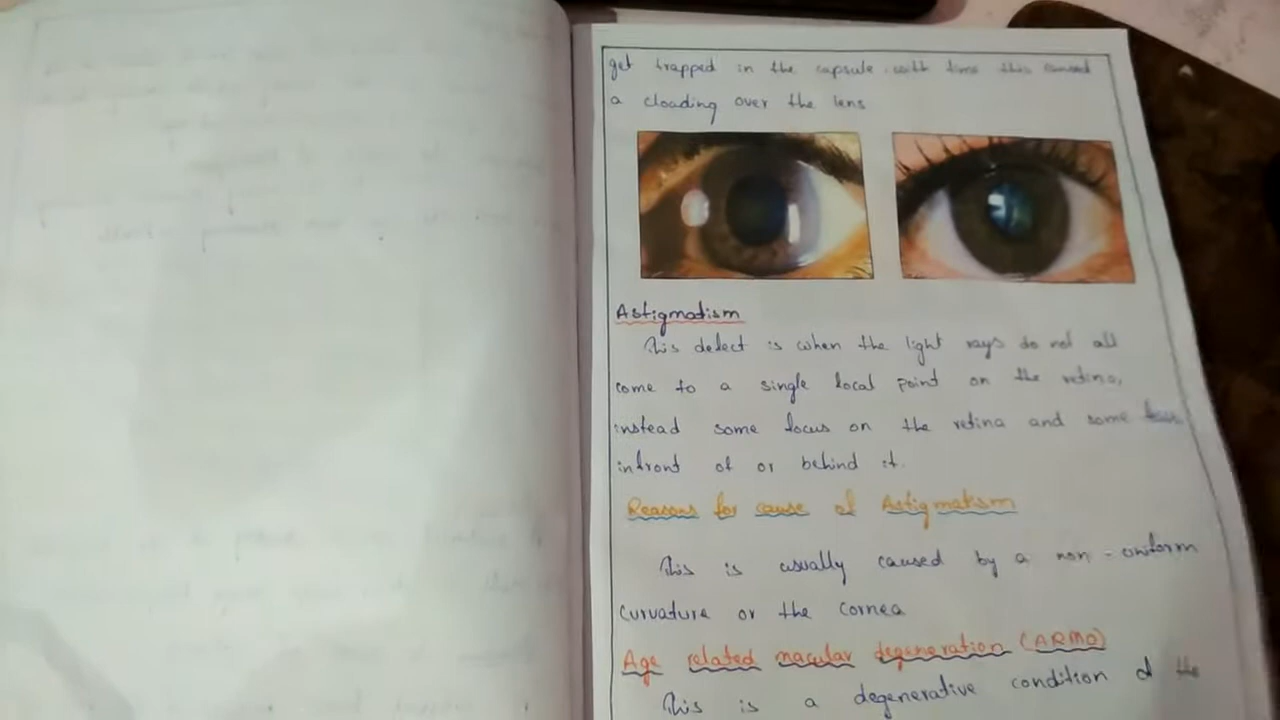 get trapped in the capsule. with time this caused
a cloading over the lens
Astigmatism
This defect is when the light rays do not all
come to a single focal point on the retina,
instead some focus on the retina and some focus
infront of or behind it.
Reasons for cause of Astigmatism
This is usually caused by a non-uniform
curvature or the cornea
Age related macular degeneration (ARMD)
This is a degenerative condition of the